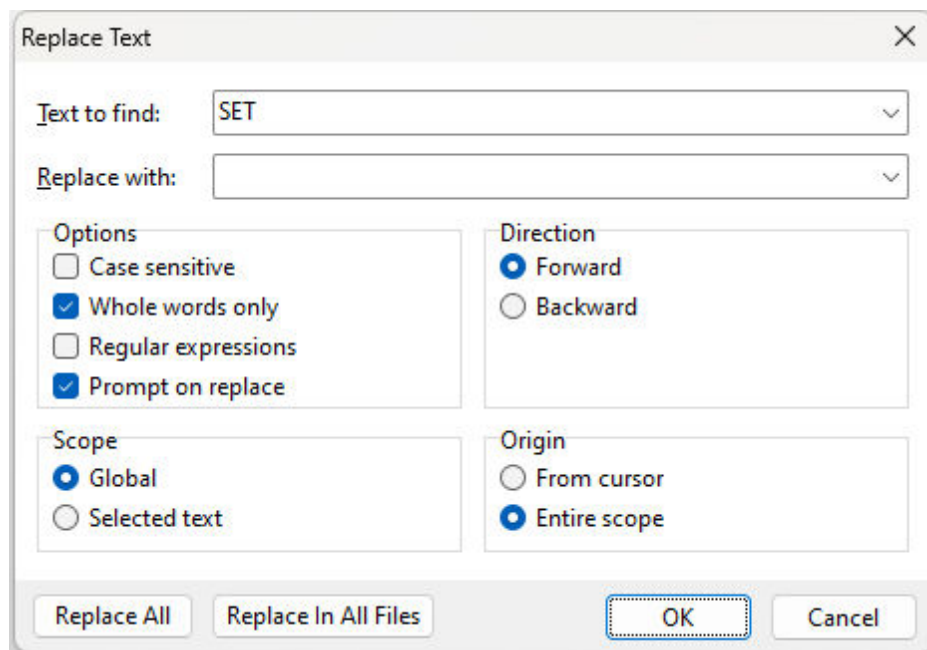 Replace Text
Text to find: SET
Replace with:
Options
Case sensitive
Whole words only
Regular expressions
Prompt on replace
Direction
Forward
Backward
Scope
Global
Selected text
Origin
From cursor
Entire scope
Replace All Replace In All Files OK Cancel